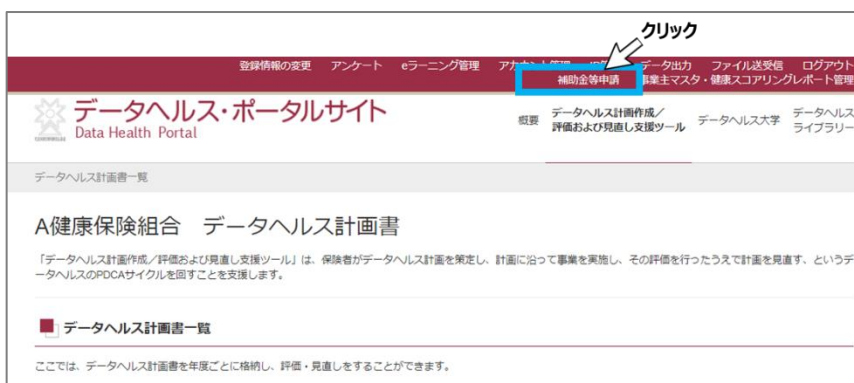 クリック
登録情報の変更 アンケート eラーニング管理 データ出力 ファイル送受信 ログアウト
補助金等申請 事業主マスタ・健康スコアリングレポート管理
データヘルス・ポータルサイト
Data Health Portal
概要 データヘルス計画作成／
評価および見直し支援ツール データヘルス大学 データヘルス
ライブラリー
データヘルス計画書一覧
A健康保険組合 データヘルス計画書
「データヘルス計画作成／評価および見直し支援ツール」は、保険者がデータヘルス計画を策定し、計画に沿って事業を実施し、その評価を行ったうえで計画を見直す、というデ
ータヘルスのPDCAサイクルを回すことを支援します。
データヘルス計画書一覧
ここでは、データヘルス計画書を年度ごとに格納し、評価・見直しをすることができます。